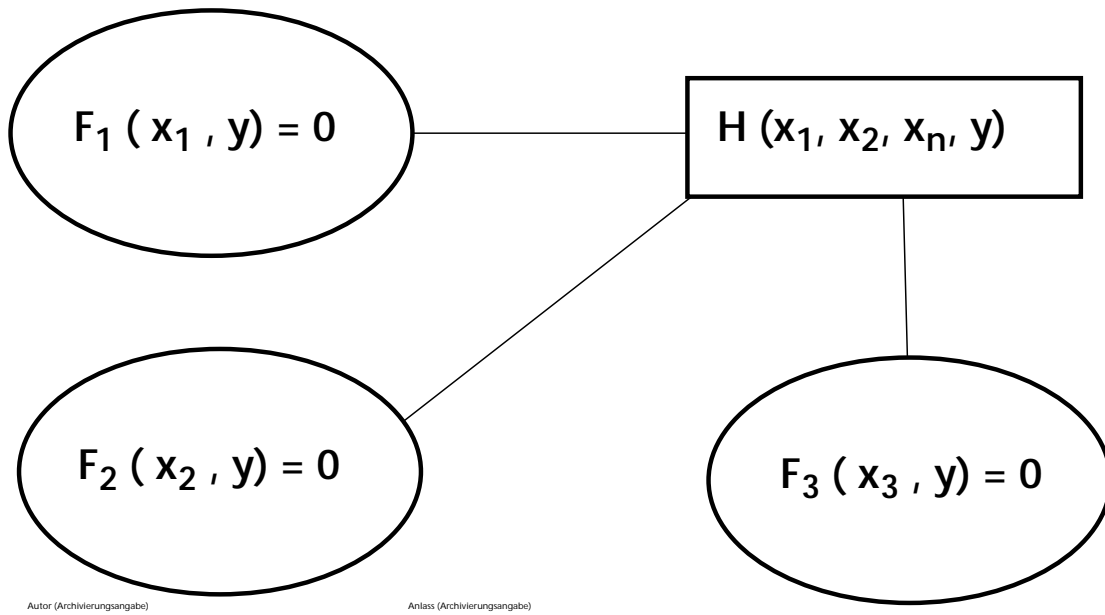 F₁ ( x₁ , y) = 0
H (x₁, x₂, xₙ, y)
F₂ ( x₂ , y) = 0
F₃ ( x₃ , y) = 0
Autor (Archivierungsangabe)
Anlass (Archivierungsangabe)